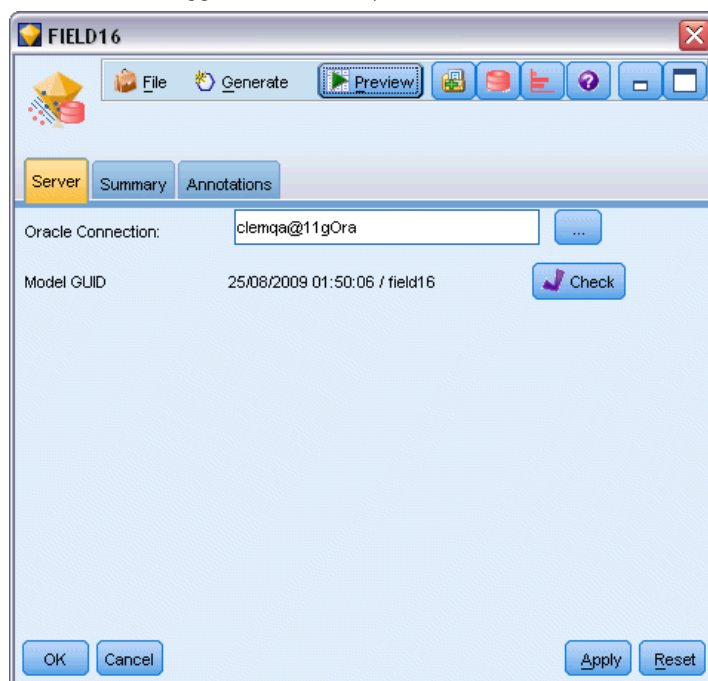 FIELD16
File Generate Preview
Server Summary Annotations
Oracle Connection: clemqa@11gOra ...
Model GUID 25/08/2009 01:50:06 / field16 Check
OK Cancel Apply Reset